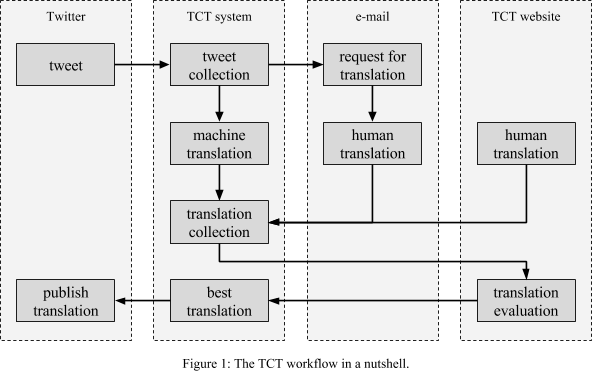 Twitter
TCT system
e-mail
TCT website
tweet
tweet
collection
request for
translation
machine
translation
human
translation
human
translation
translation
collection
publish
translation
best
translation
translation
evaluation
Figure 1: The TCT workflow in a nutshell.